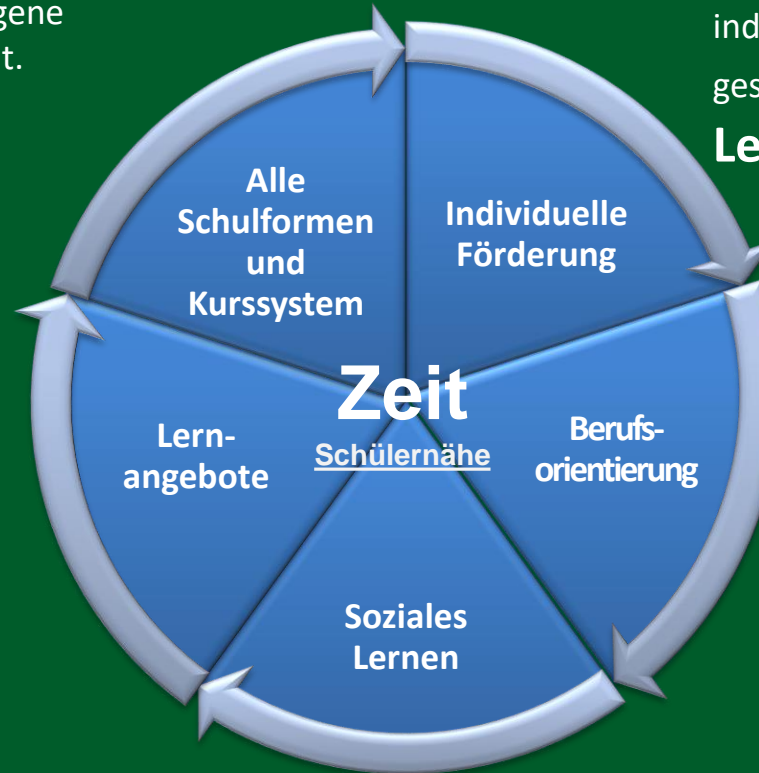 t.
Alle
Schulformen
und
Kurssystem
Individuelle
Förderung
Zeit
Schülernähe
Berufs-
orientierung
Lern-
angebote
Soziales
Lernen